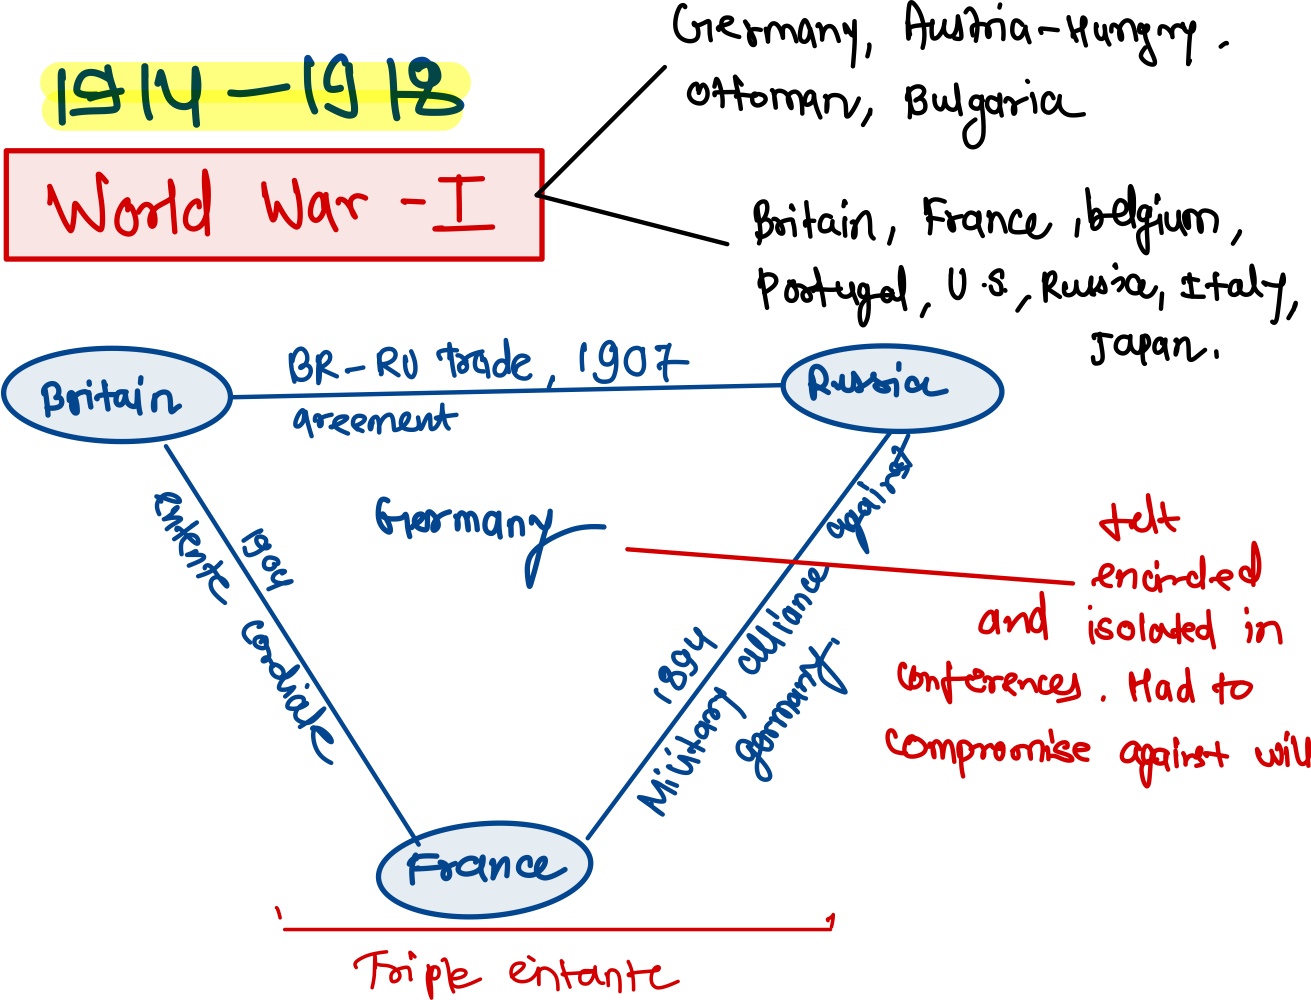 1914-1918
World War-I
Germany, Austria-Hungry.
Ottoman, Bulgaria
Britain, France, belgium,
Portugal, U.S., Russia, Italy,
Japan.
Britain
BR-RU trade, 1907
agreement
Russia
1904
entente cordiale
Germany
1894
Military alliance against
germany.
felt
encircled
and isolated in
conferences. Had to
compromise against will
France
Triple entante